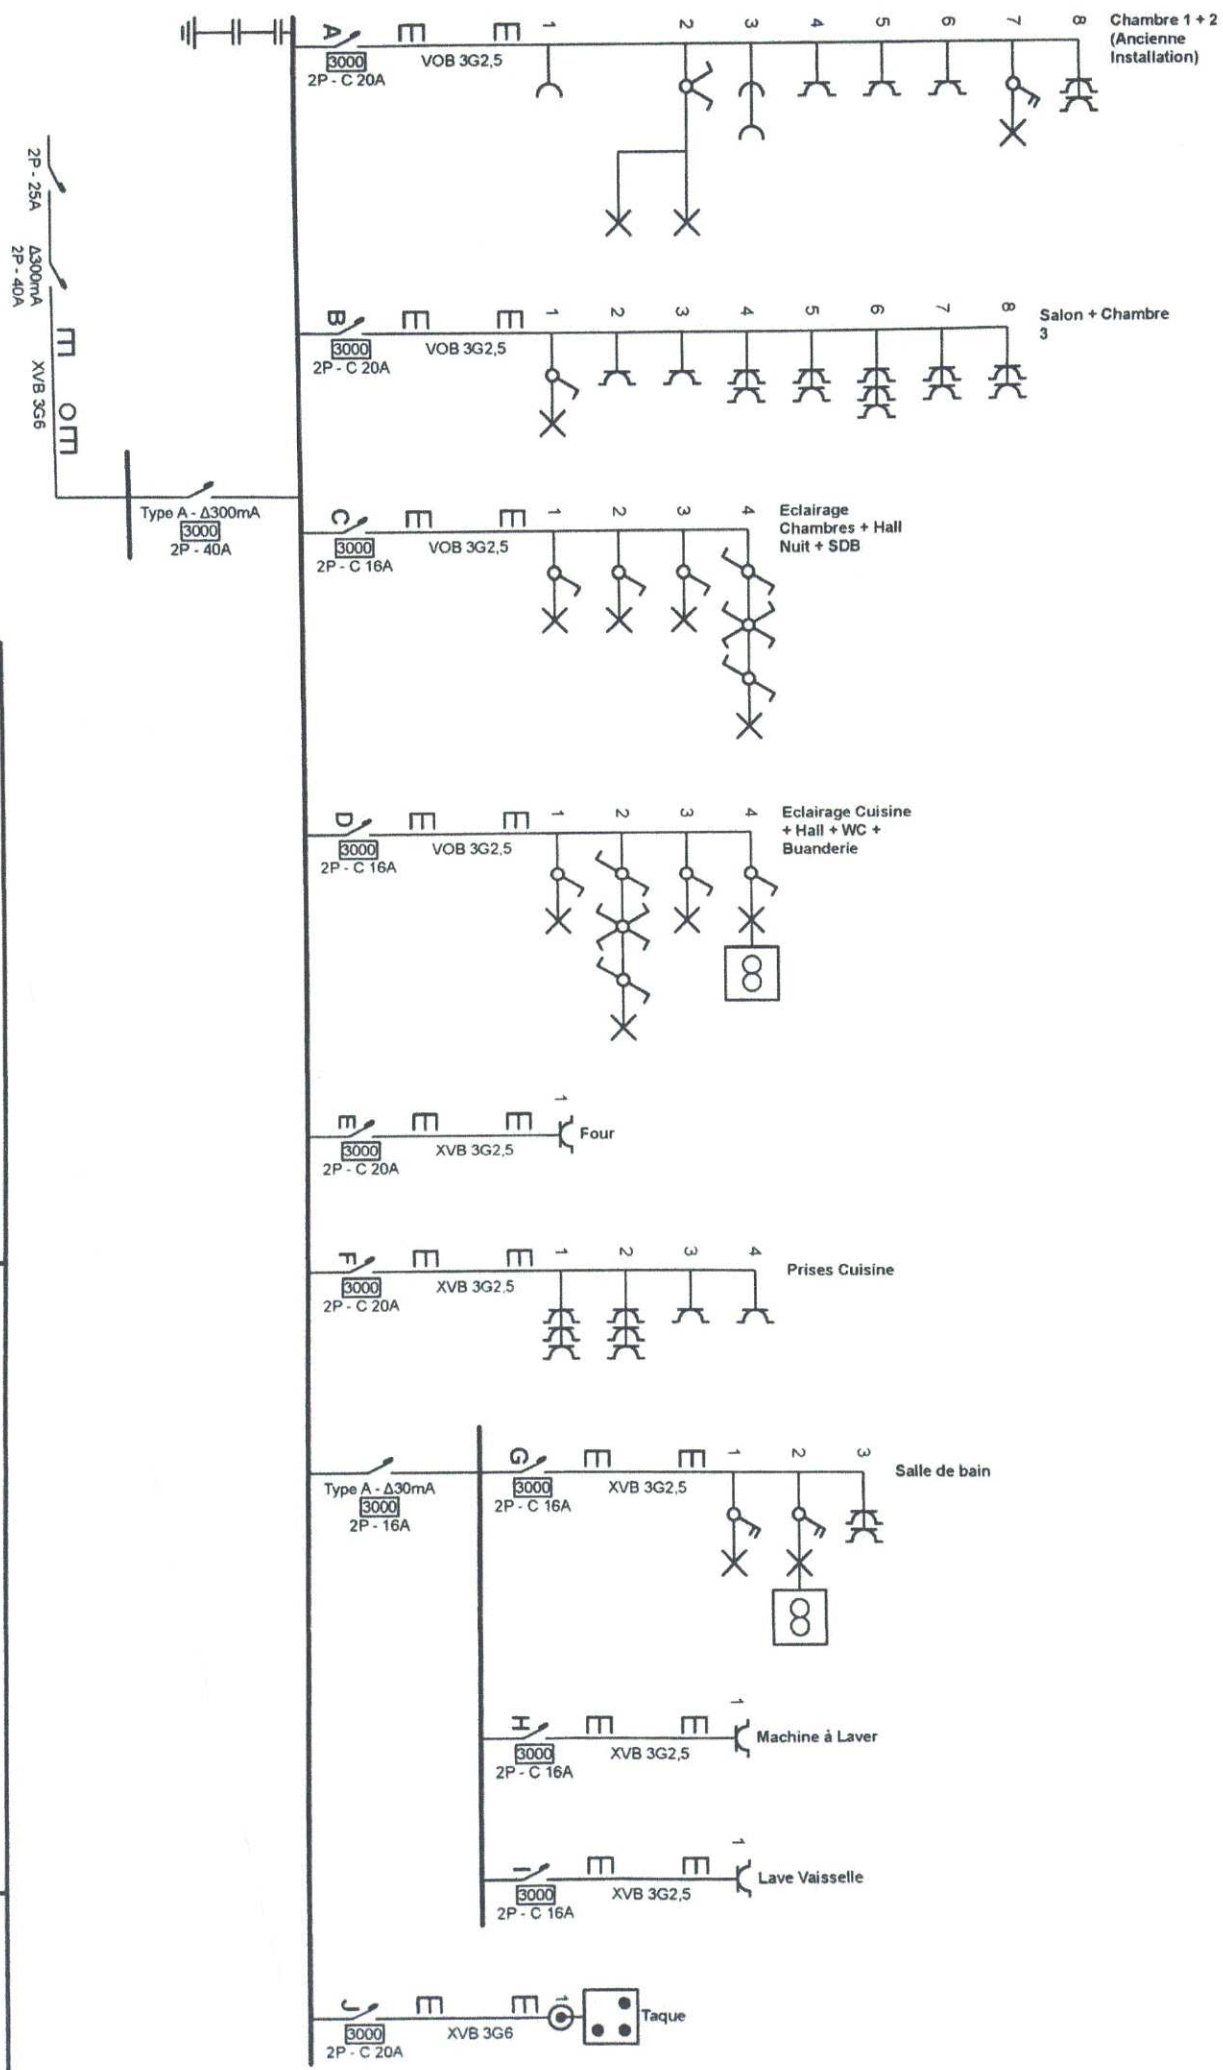 A
3000
2P - C 20A
VOB 3G2,5
1
2
3
4
5
6
7
8
Chambre 1 + 2
(Ancienne
Installation)
2P - 25A
Δ300mA
2P - 40A
XVB 3G6
Type A - Δ300mA
3000
2P - 40A
B
3000
2P - C 20A
VOB 3G2,5
1
2
3
4
5
6
7
8
Salon + Chambre
3
C
3000
2P - C 16A
VOB 3G2,5
1
2
3
4
Eclairage
Chambres + Hall
Nuit + SDB
D
3000
2P - C 16A
VOB 3G2,5
1
2
3
4
Eclairage Cuisine
+ Hall + WC +
Buanderie
E
3000
2P - C 20A
XVB 3G2,5
1
Four
F
3000
2P - C 20A
XVB 3G2,5
1
2
3
4
Prises Cuisine
Type A - Δ30mA
3000
2P - 16A
G
3000
2P - C 16A
XVB 3G2,5
1
2
3
Salle de bain
H
3000
2P - C 16A
XVB 3G2,5
1
Machine à Laver
I
3000
2P - C 16A
XVB 3G2,5
1
Lave Vaisselle
J
3000
2P - C 20A
XVB 3G6
1
Taque